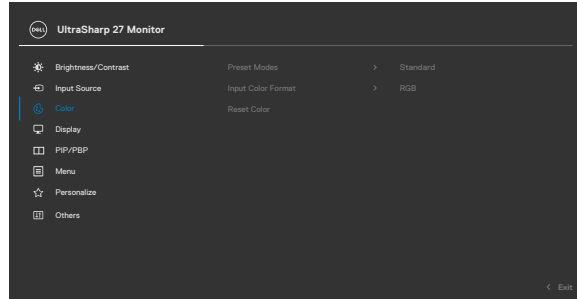 DELL UltraSharp 27 Monitor
Brightness/Contrast Preset Modes > Standard
Input Source Input Color Format > RGB
Color Reset Color
Display
PIP/PBP
Menu
Personalize
Others
< Exit